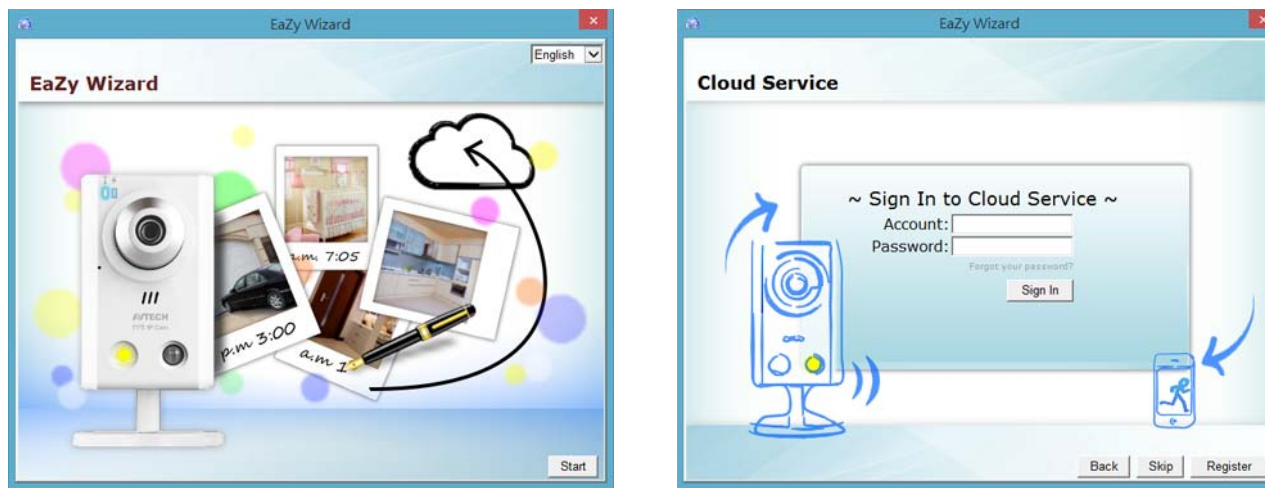 EaZy Wizard
English
EaZy Wizard
a.m. 7:05
AVTECH
p.m 3:00
a.m 1
Start
EaZy Wizard
Cloud Service
~ Sign In to Cloud Service ~
Account:
Password:
Forgot your password?
Sign In
Back
Skip
Register